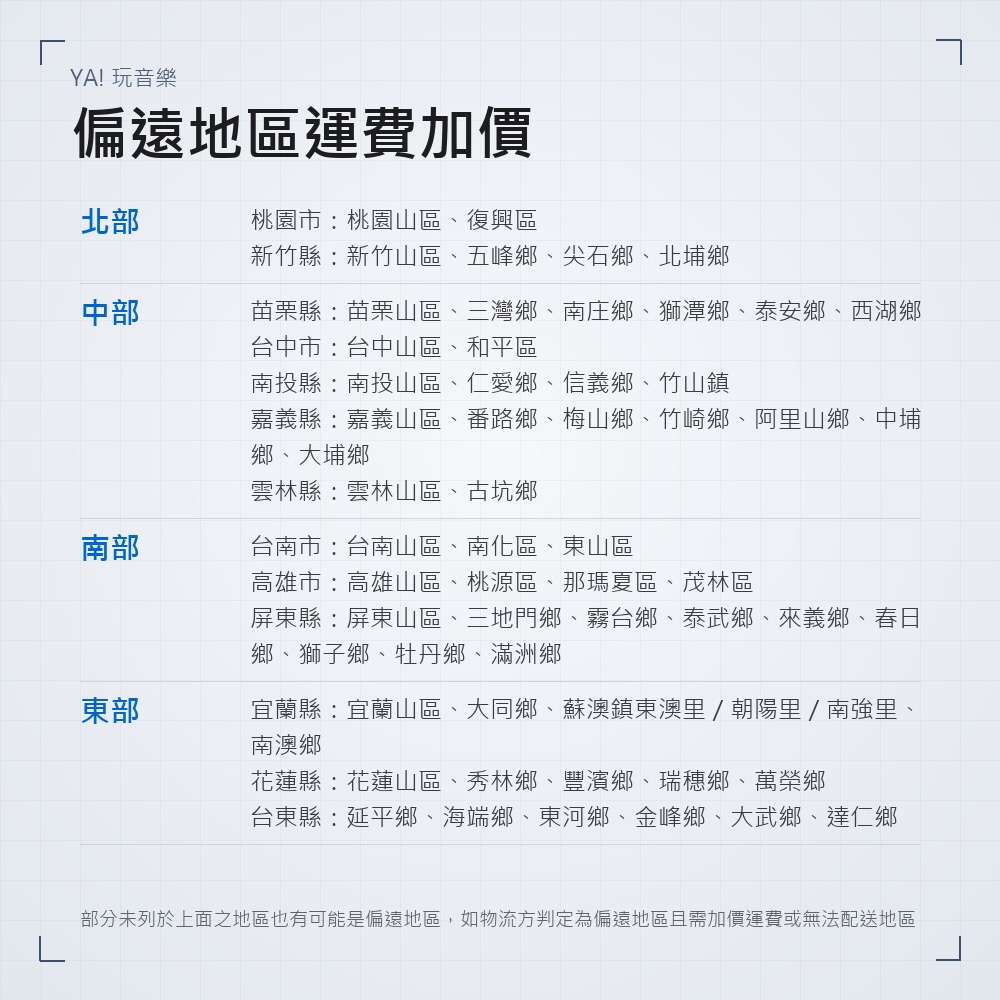 YA! 玩音樂
偏遠地區運費加價
北部
桃園市：桃園山區、復興區
新竹縣：新竹山區、五峰鄉、尖石鄉、北埔鄉
中部
苗栗縣：苗栗山區、三灣鄉、南庄鄉、獅潭鄉、泰安鄉、西湖鄉
台中市：台中山區、和平區
南投縣：南投山區、仁愛鄉、信義鄉、竹山鎮
嘉義縣：嘉義山區、番路鄉、梅山鄉、竹崎鄉、阿里山鄉、中埔
鄉、大埔鄉
雲林縣：雲林山區、古坑鄉
南部
台南市：台南山區、南化區、東山區
高雄市：高雄山區、桃源區、那瑪夏區、茂林區
屏東縣：屏東山區、三地門鄉、霧台鄉、泰武鄉、來義鄉、春日
鄉、獅子鄉、牡丹鄉、滿洲鄉
東部
宜蘭縣：宜蘭山區、大同鄉、蘇澳鎮東澳里 / 朝陽里 / 南強里、
南澳鄉
花蓮縣：花蓮山區、秀林鄉、豐濱鄉、瑞穗鄉、萬榮鄉
台東縣：延平鄉、海端鄉、東河鄉、金峰鄉、大武鄉、達仁鄉
部分未列於上面之地區也有可能是偏遠地區，如物流方判定為偏遠地區且需加價運費或無法配送地區